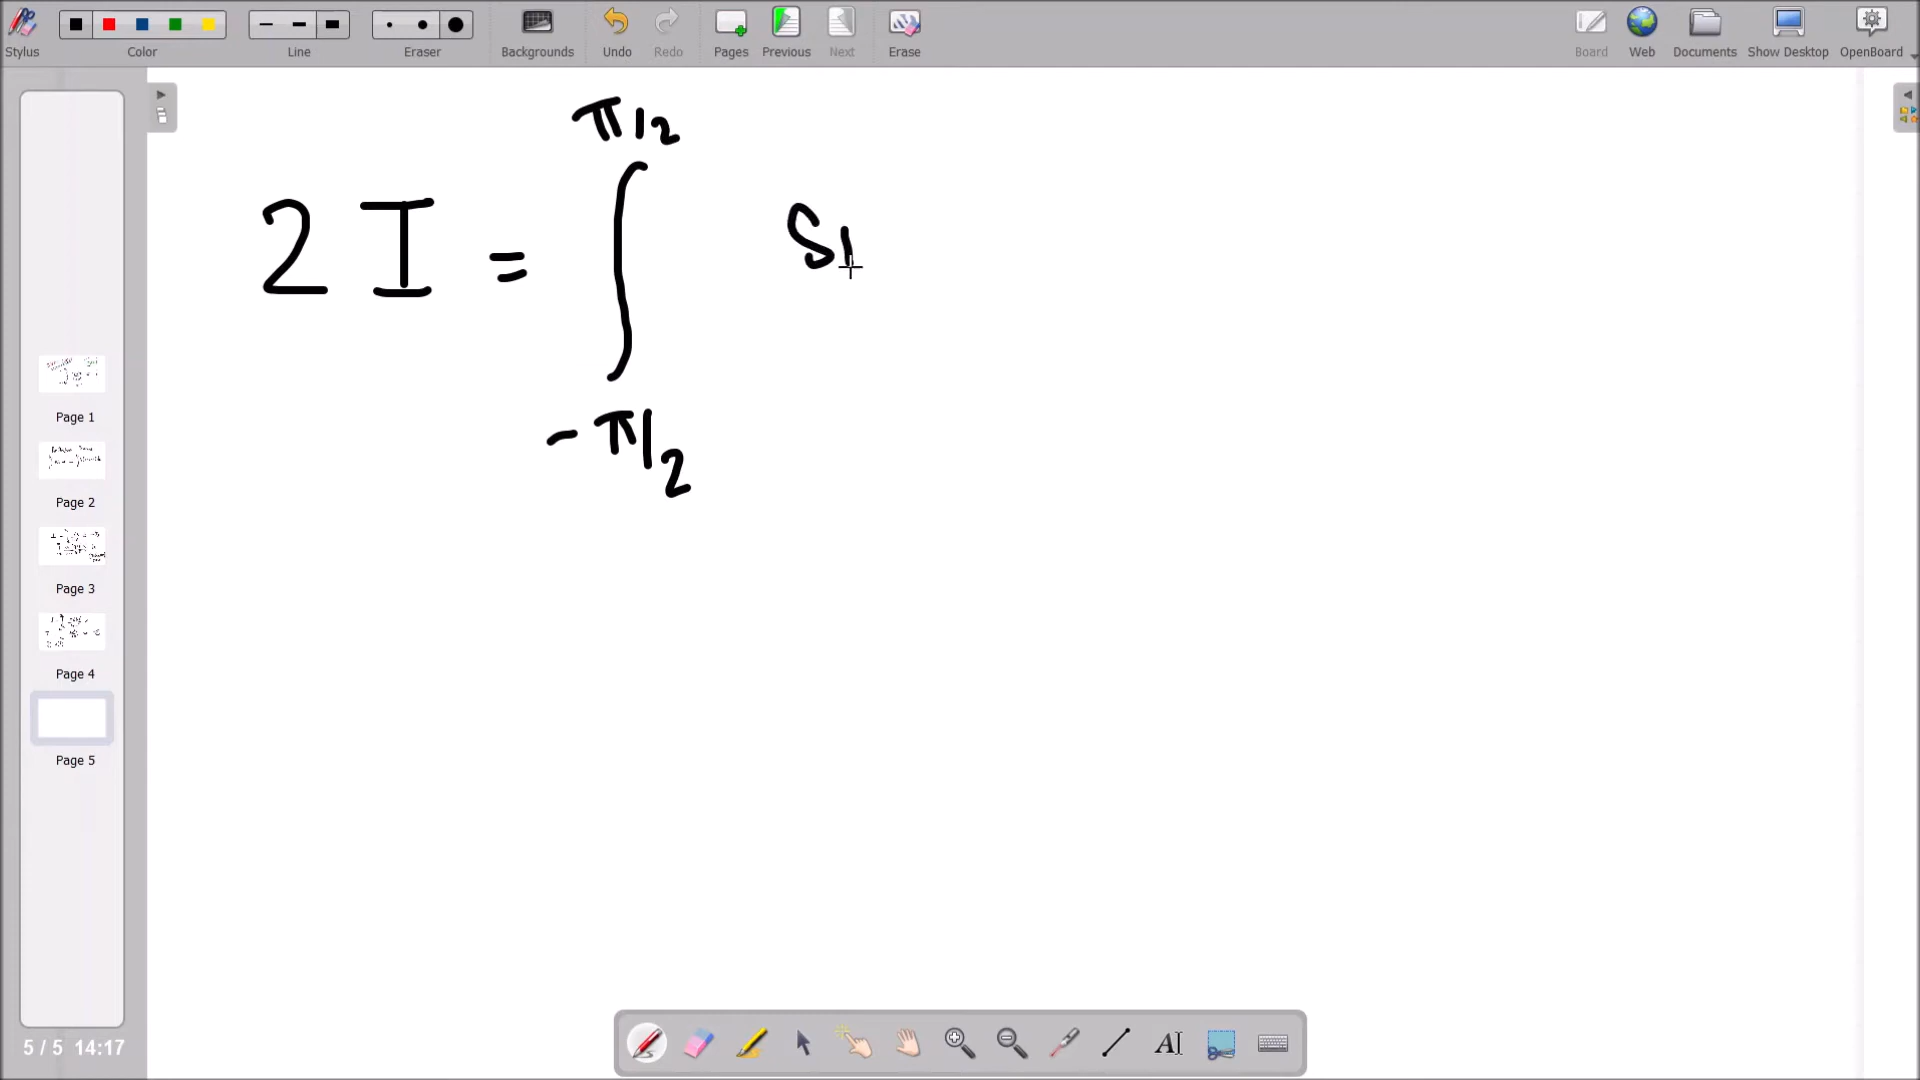 Stylus Color Line Eraser Backgrounds Undo Redo Pages Previous Next Erase Board Web Documents Show Desktop OpenBoard
π/2
2 I = ∫ SI
-π/2
Page 1
Page 2
Page 3
Page 4
Page 5
5 / 5 14:17
AI